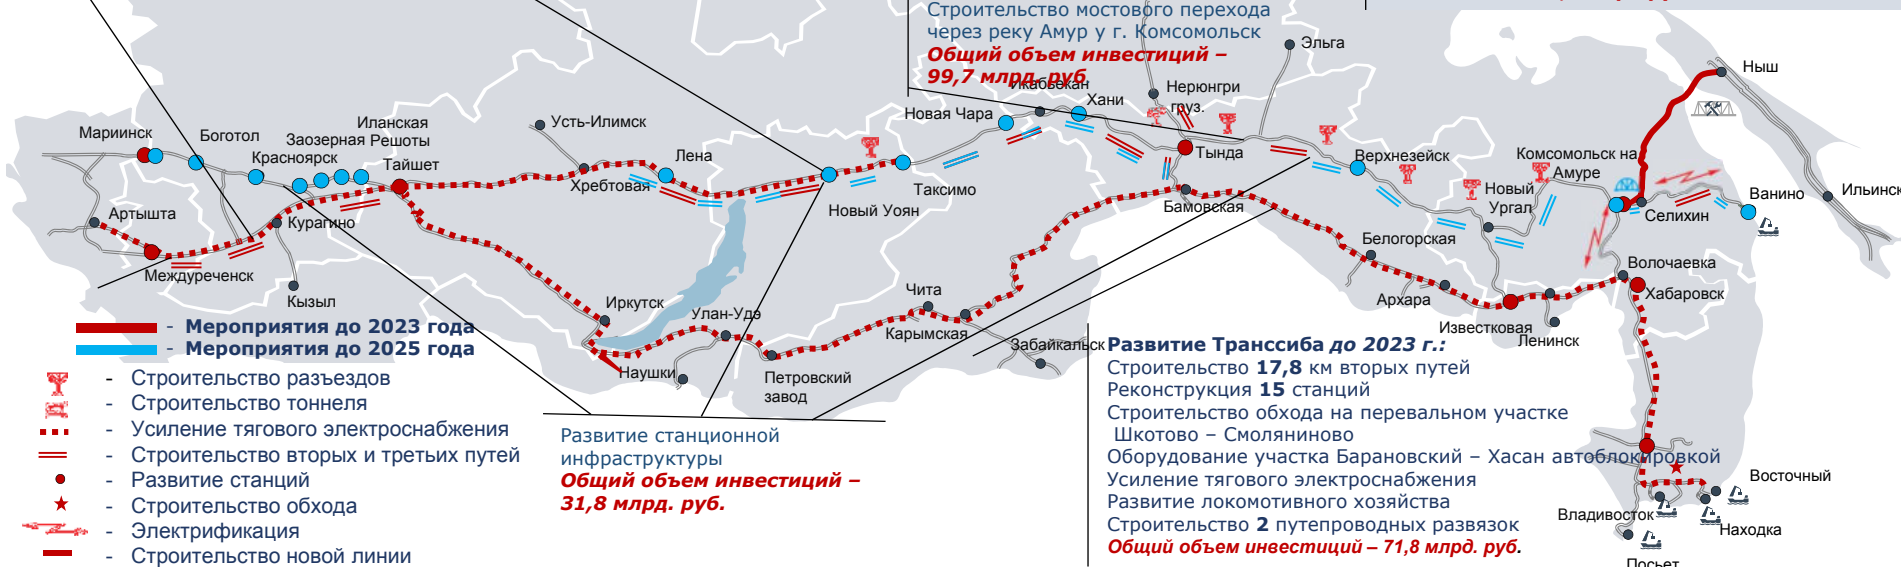 Строительство мостового перехода
через реку Амур у г. Комсомольск
Общий объем инвестиций –
99,7 млрд. руб
Эльга
Ныш
Икабьекан
Хани
Нерюнгри
груз.
Новая Чара
Мариинск
Боготол
Иланская
Заозерная Решоты
Красноярск
Тайшет
Усть-Илимск
Лена
Хребтовая
Тында
Верхнезейск
Комсомольск на
Амуре
Таксимо
Новый Уоян
Новый
Ургал
Ванино
Ильинск
Селихин
Артышта
Курагино
Бамовская
Белогорская
Междуреченск
Кызыл
Волочаевка
Хабаровск
Иркутск
Чита
Улан-Удэ
Карымская
Архара
Известковая
Ленинск
Забайкальск
Наушки
Петровский
завод
- Мероприятия до 2023 года
- Мероприятия до 2025 года
- Строительство разъездов
- Строительство тоннеля
- Усиление тягового электроснабжения
- Строительство вторых и третьих путей
- Развитие станций
- Строительство обхода
- Электрификация
- Строительство новой линии
Развитие станционной
инфраструктуры
Общий объем инвестиций –
31,8 млрд. руб.
Развитие Транссиба до 2023 г.:
Строительство 17,8 км вторых путей
Реконструкция 15 станций
Строительство обхода на перевальном участке
Шкотово – Смоляниново
Оборудование участка Барановский – Хасан автоблокировкой
Усиление тягового электроснабжения
Развитие локомотивного хозяйства
Строительство 2 путепроводных развязок
Общий объем инвестиций – 71,8 млрд. руб.
Восточный
Владивосток
Находка
Посьет